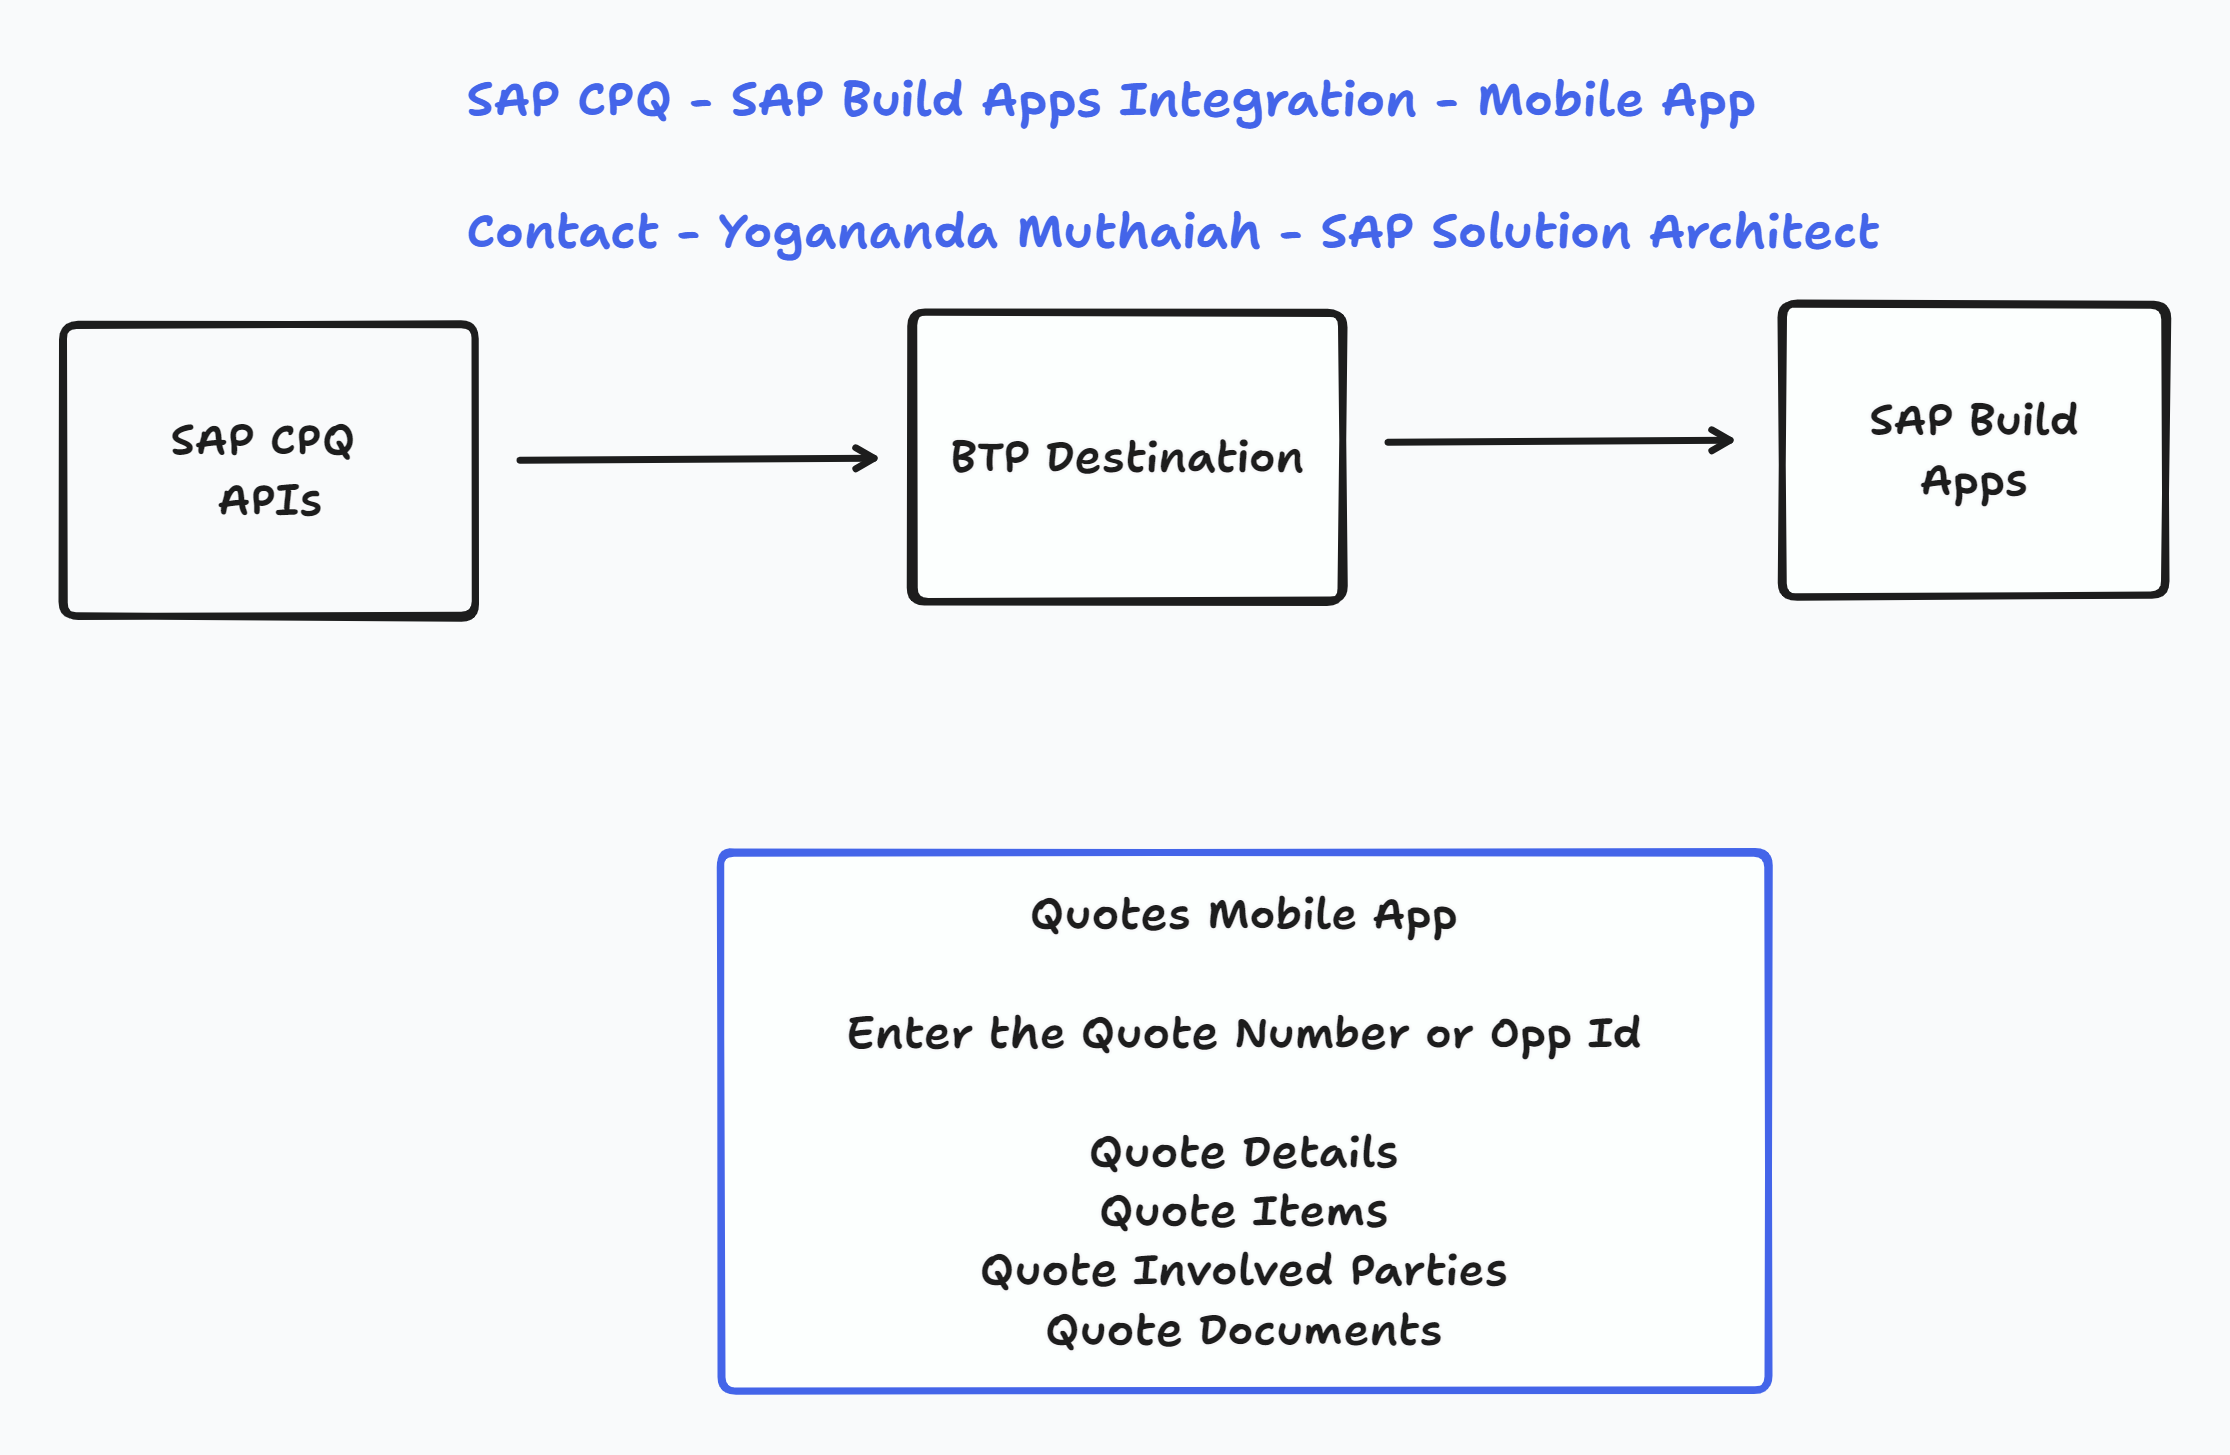 SAP CPQ - SAP Build Apps Integration - Mobile App
Contact - Yogananda Muthaiah - SAP Solution Architect
SAP CPQ
APIs
BTP Destination
SAP Build
Apps
Quotes Mobile App
Enter the Quote Number or Opp Id
Quote Details
Quote Items
Quote Involved Parties
Quote Documents